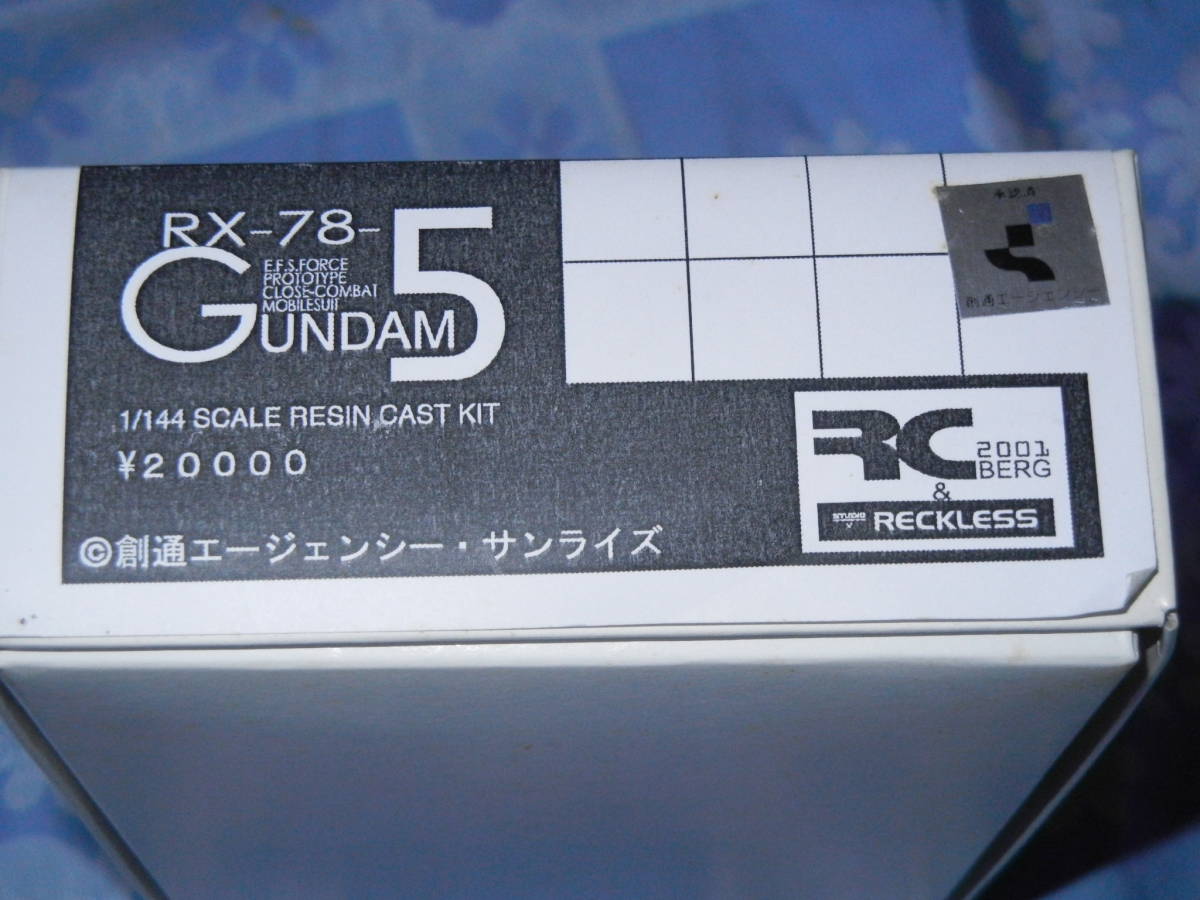 RX-78-5
E.F.S.FORCE
PROTOTYPE
CLOSE-COMBAT
MOBILESUIT
GUNDAM
1/144 SCALE RESIN CAST KIT
¥20000
©創通エージェンシー・サンライズ
創通エージェンシー
RC 2001
BERG
&
STUDIO RECKLESS